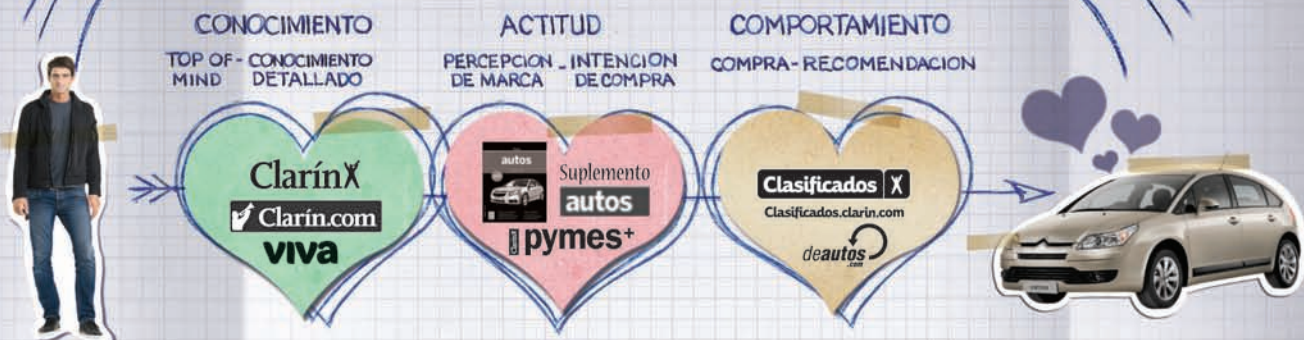 CONOCIMIENTO
TOP OF - CONOCIMIENTO
MIND DETALLADO
ACTITUD
PERCEPCION - INTENCION
DE MARCA DE COMPRA
COMPORTAMIENTO
COMPRA - RECOMENDACION
Clarín
Clarín.com
viva
autos
Suplemento
autos
pymes+
Clasificados
Clasificados.clarin.com
deautos
.com